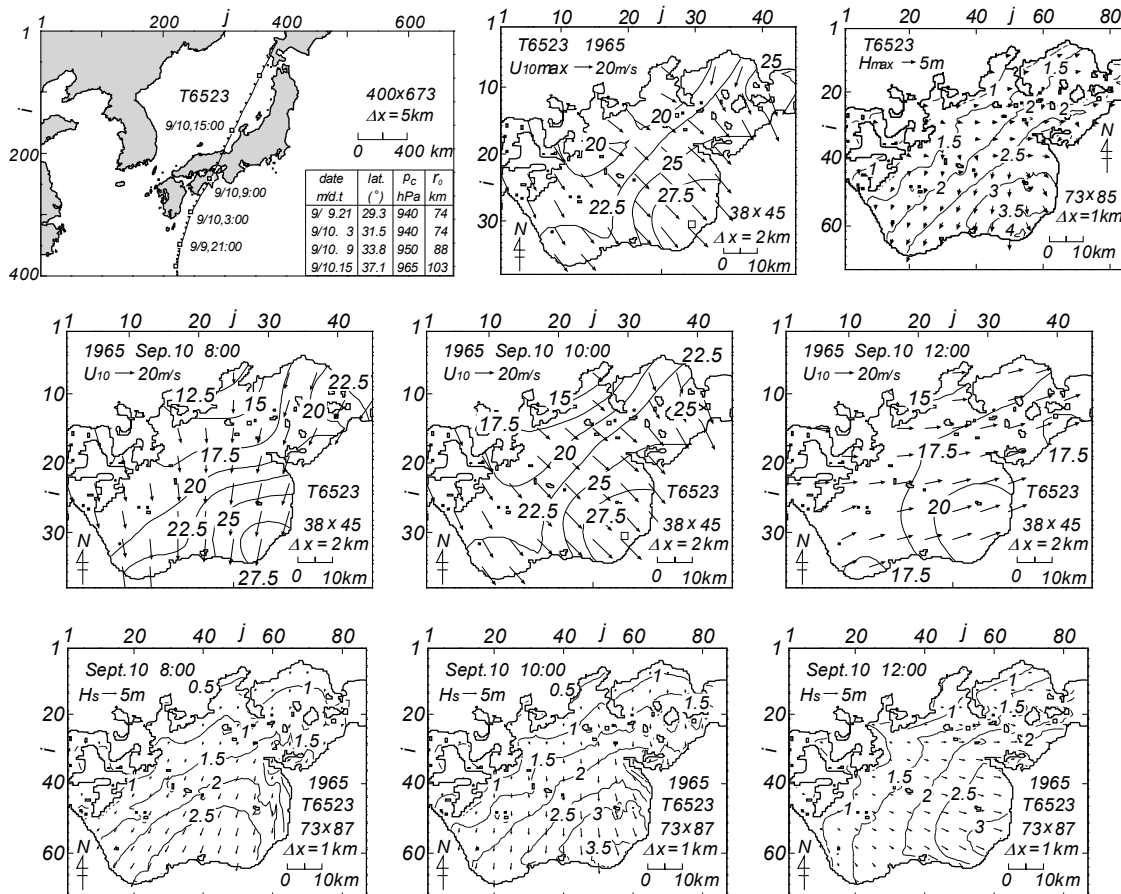 1 200 j 400 600
1
T6523
9/10,15:00
400×673
Δx=5km
0 400 km
i
200
9/10,9:00
9/10,3:00
9/9,21:00
400
date lat. pc r₀
m/d.t (°) hPa km
9/ 9.21 29.3 940 74
9/10. 3 31.5 940 74
9/10. 9 33.8 950 88
9/10.15 37.1 965 103
1 10 20 j 30 40
1
T6523 1965
U10max → 20m/s
25
10
20
20
20
25
27.5
i
22.5
30
38×45
N
Δx=2km
0 10km
1 20 40 j 60 80
1
T6523
Hmax → 5m
1.5
1
20
2
N
1.5
2.5
40
2
3
i
73×85
3.5
Δx=1km
4
60
0 10km
1 10 20 j 30 40
1
1965 Sep.10 8:00
U10 → 20m/s
22.5
12.5
10
15
20
17.5
20
20
T6523
i
22.5
25
38×45
30
N
Δx=2km
27.5
0 10km
1 10 20 j 30 40
1
1965 Sep.10 10:00
22.5
U10 → 20m/s
15
10
25
17.5
20
20
25
T6523
i
22.5
27.5
38×45
30
N
Δx=2km
0 10km
1 10 20 j 30 40
1
1965 Sep.10 12:00
U10 → 20m/s
15
10
17.5
17.5
20
T6523
i
20
38×45
30
N
Δx=2km
17.5
0 10km
1 20 40 j 60 80
1
Sept.10 8:00
Hs → 5m
0.5
1
20
1
1.5
i
1.5
40
1
2
1965
T6523
2.5
73×87
N
Δx=1km
60
0 10km
1 20 40 j 60 80
1
Sept.10 10:00
Hs → 5m
0.5
1
1.5
20
1
1.5
i
1.5
2
40
1
2
1965
2.5
T6523
3
73×87
N
3.5
Δx=1km
60
0 10km
1 20 40 j 60 80
1
Sept.10 12:00
Hs → 5m
1
1
1.5
20
2
i
1.5
40
2.5
1965
1
2
T6523
3
73×87
N
Δx=1km
60
0 10km